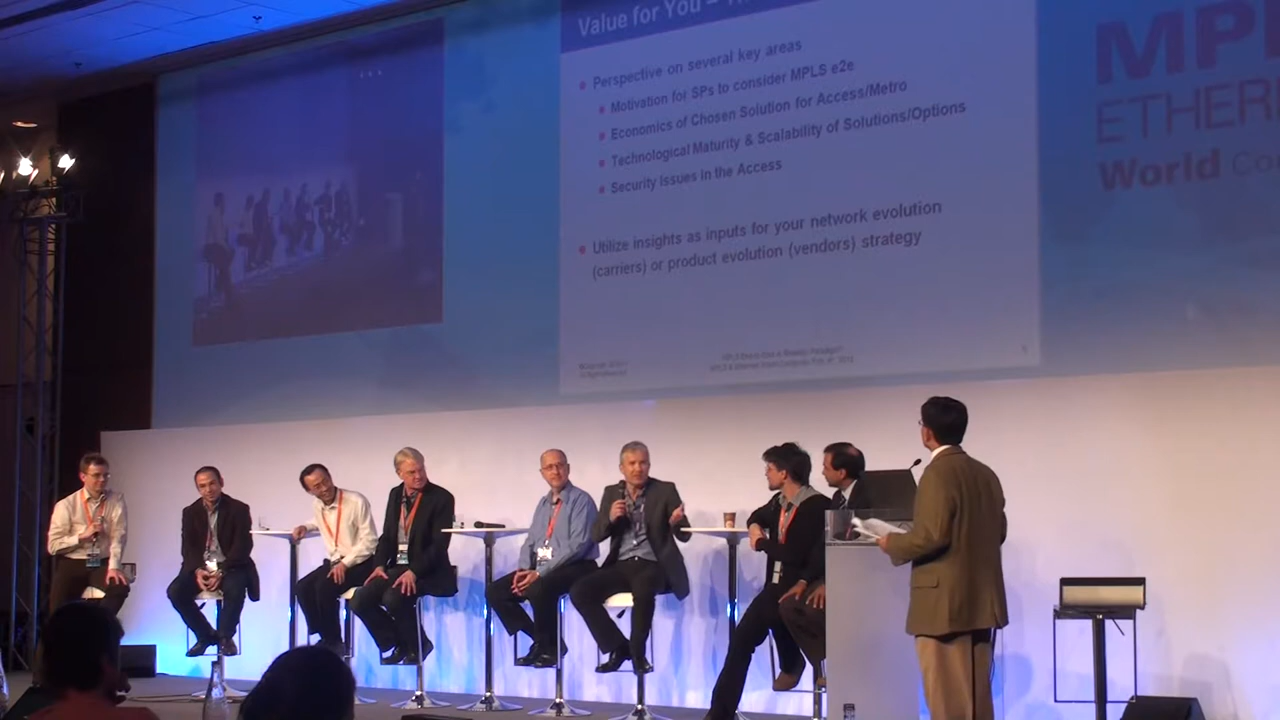 Value for You –
Perspective on several key areas
Motivation for SPs to consider MPLS e2e
Economics of Chosen Solution for Access/Metro
Technological Maturity & Scalability of Solutions/Options
Security Issues in the Access
Utilize insights as inputs for your network evolution
(carriers) or product evolution (vendors) strategy
MPL
ETHER
World Co